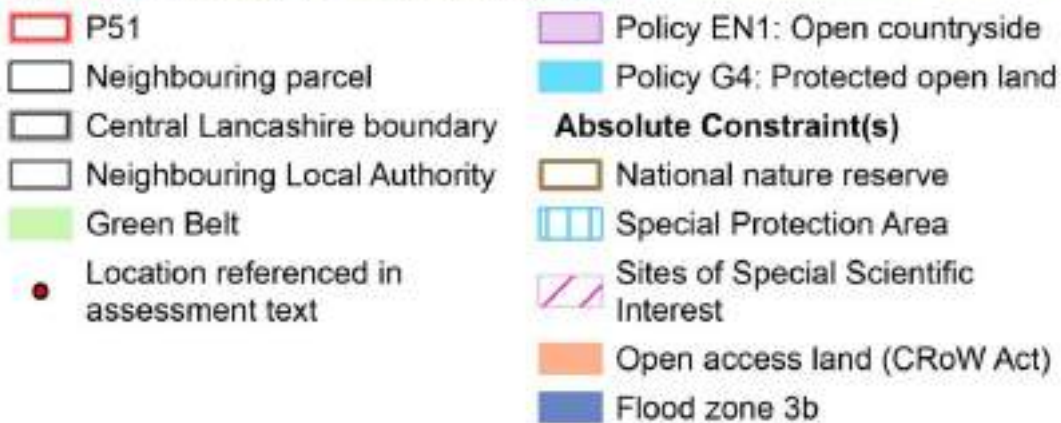 P51
Neighbouring parcel
Central Lancashire boundary
Neighbouring Local Authority
Green Belt
Location referenced in
assessment text
Policy EN1: Open countryside
Policy G4: Protected open land
Absolute Constraint(s)
National nature reserve
Special Protection Area
Sites of Special Scientific
Interest
Open access land (CRoW Act)
Flood zone 3b